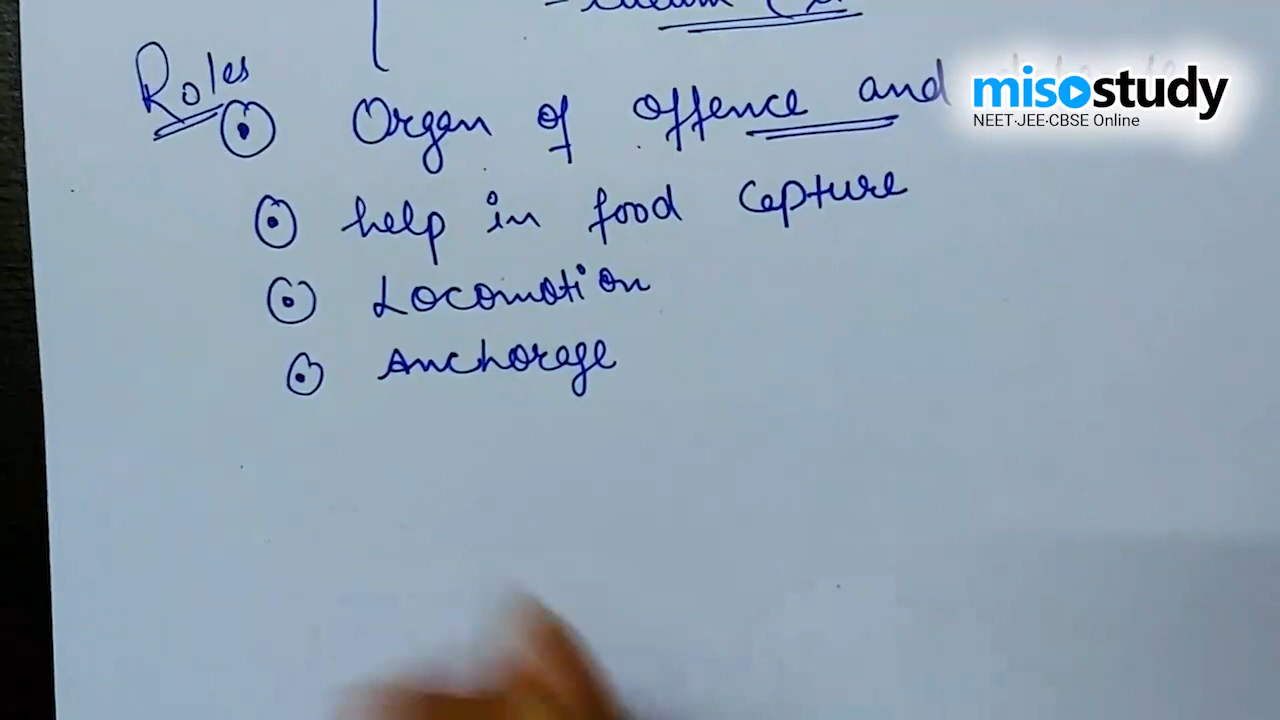 Roles
Organ of offence and
help in food capture
Locomotion
Anchorage
misostudy
NEET-JEE-CBSE Online